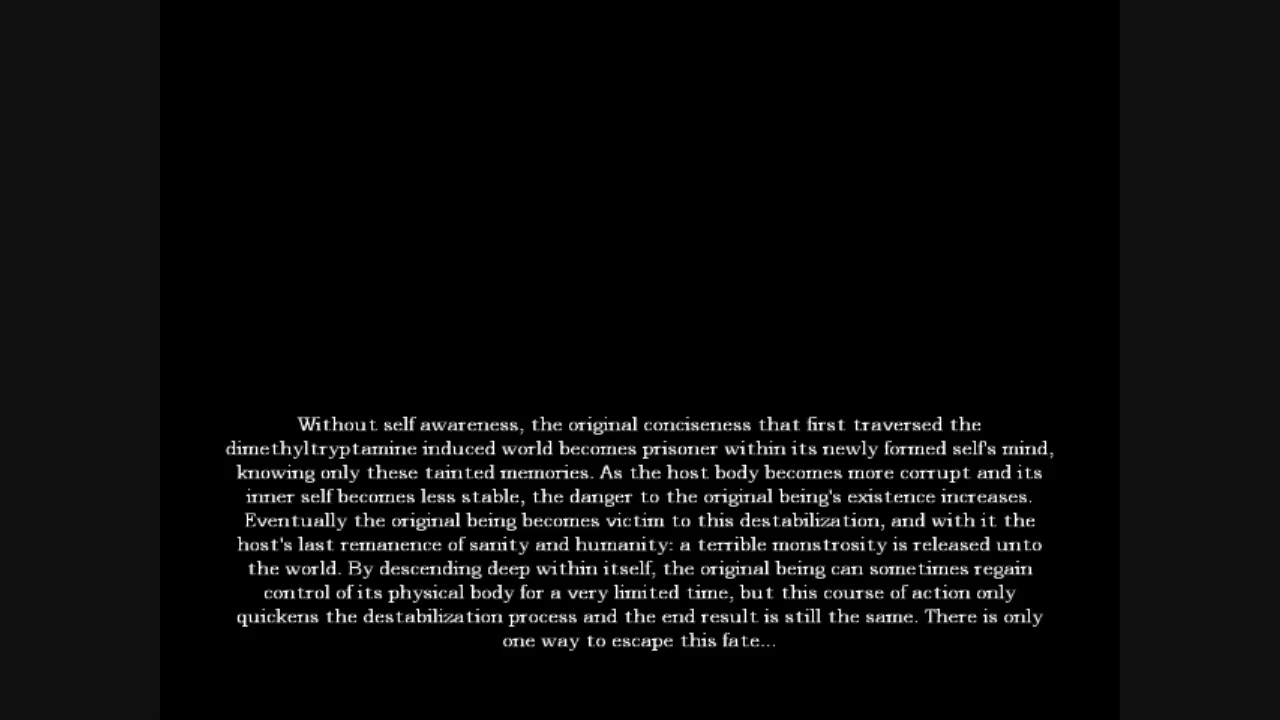 Without self awareness, the original conciseness that first traversed the
dimethyltryptamine induced world becomes prisoner within its newly formed self's mind,
knowing only these tainted memories. As the host body becomes more corrupt and its
inner self becomes less stable, the danger to the original being's existence increases.
Eventually the original being becomes victim to this destabilization, and with it the
host's last remanence of sanity and humanity: a terrible monstrosity is released unto
the world. By descending deep within itself, the original being can sometimes regain
control of its physical body for a very limited time, but this course of action only
quickens the destabilization process and the end result is still the same. There is only
one way to escape this fate...